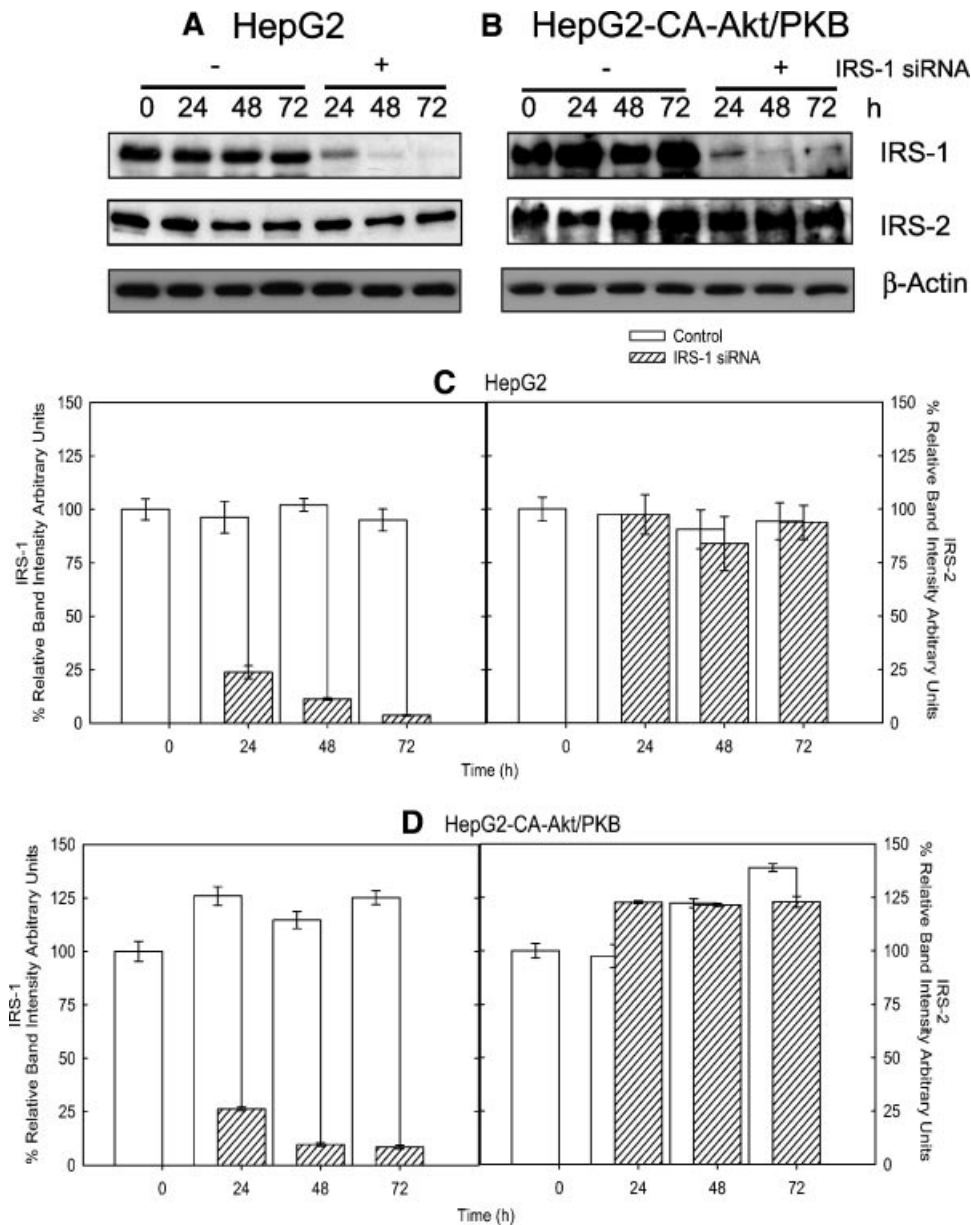 A HepG2
B HepG2-CA-Akt/PKB
- + - + IRS-1 siRNA
0 24 48 72 24 48 72 0 24 48 72 24 48 72 h
IRS-1
IRS-2
β-Actin
Control
IRS-1 siRNA
C HepG2
IRS-1
% Relative Band Intensity Arbitrary Units
150
125
100
75
50
25
0
0 24 48 72
0 24 48 72
Time (h)
150
125
100
75
50
25
0
% Relative Band Intensity Arbitrary Units
IRS-2
D HepG2-CA-Akt/PKB
IRS-1
% Relative Band Intensity Arbitrary Units
150
125
100
75
50
25
0
0 24 48 72
0 24 48 72
Time (h)
150
125
100
75
50
25
0
% Relative Band Intensity Arbitrary Units
IRS-2